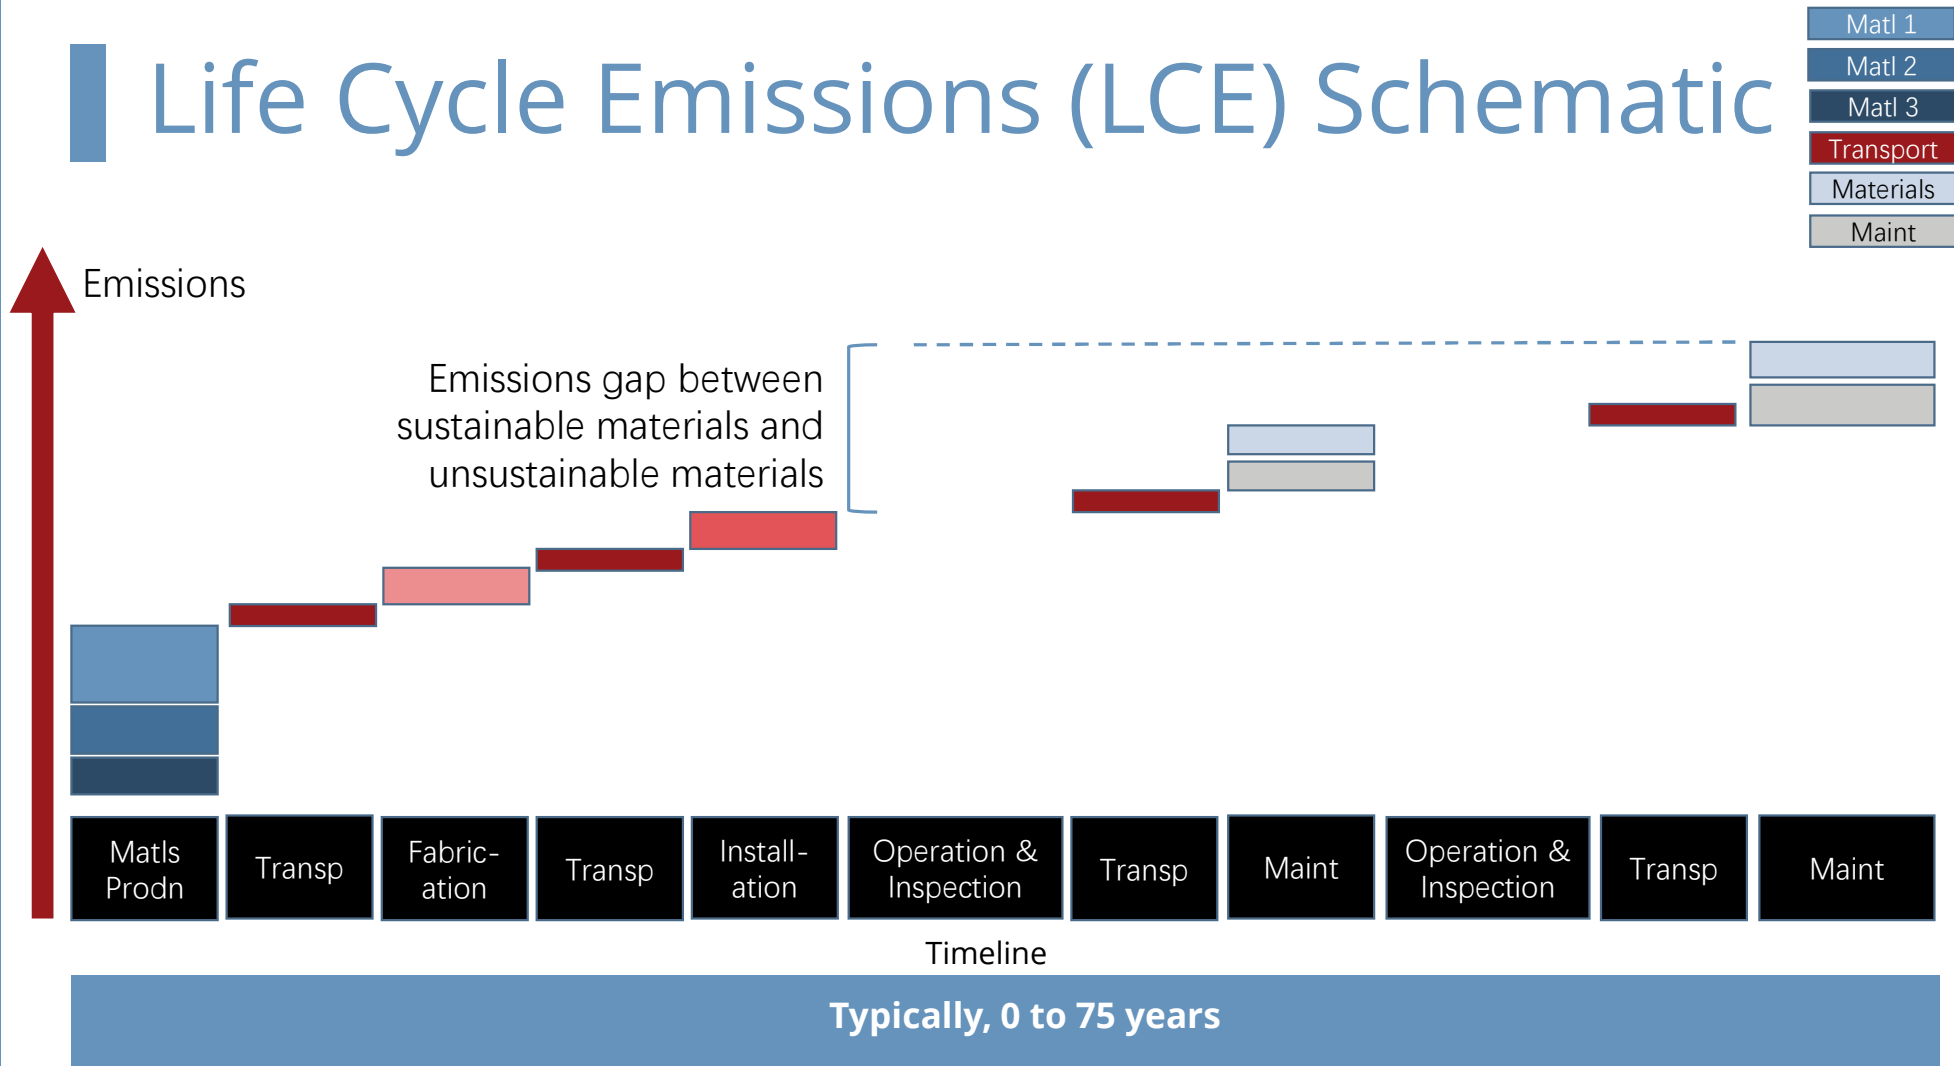 Life Cycle Emissions (LCE) Schematic
Matl 1
Matl 2
Matl 3
Transport
Materials
Maint
Emissions
Emissions gap between
sustainable materials and
unsustainable materials
Matls
Prodn
Transp
Fabric-
ation
Transp
Install-
ation
Operation &
Inspection
Transp
Maint
Operation &
Inspection
Transp
Maint
Timeline
Typically, 0 to 75 years